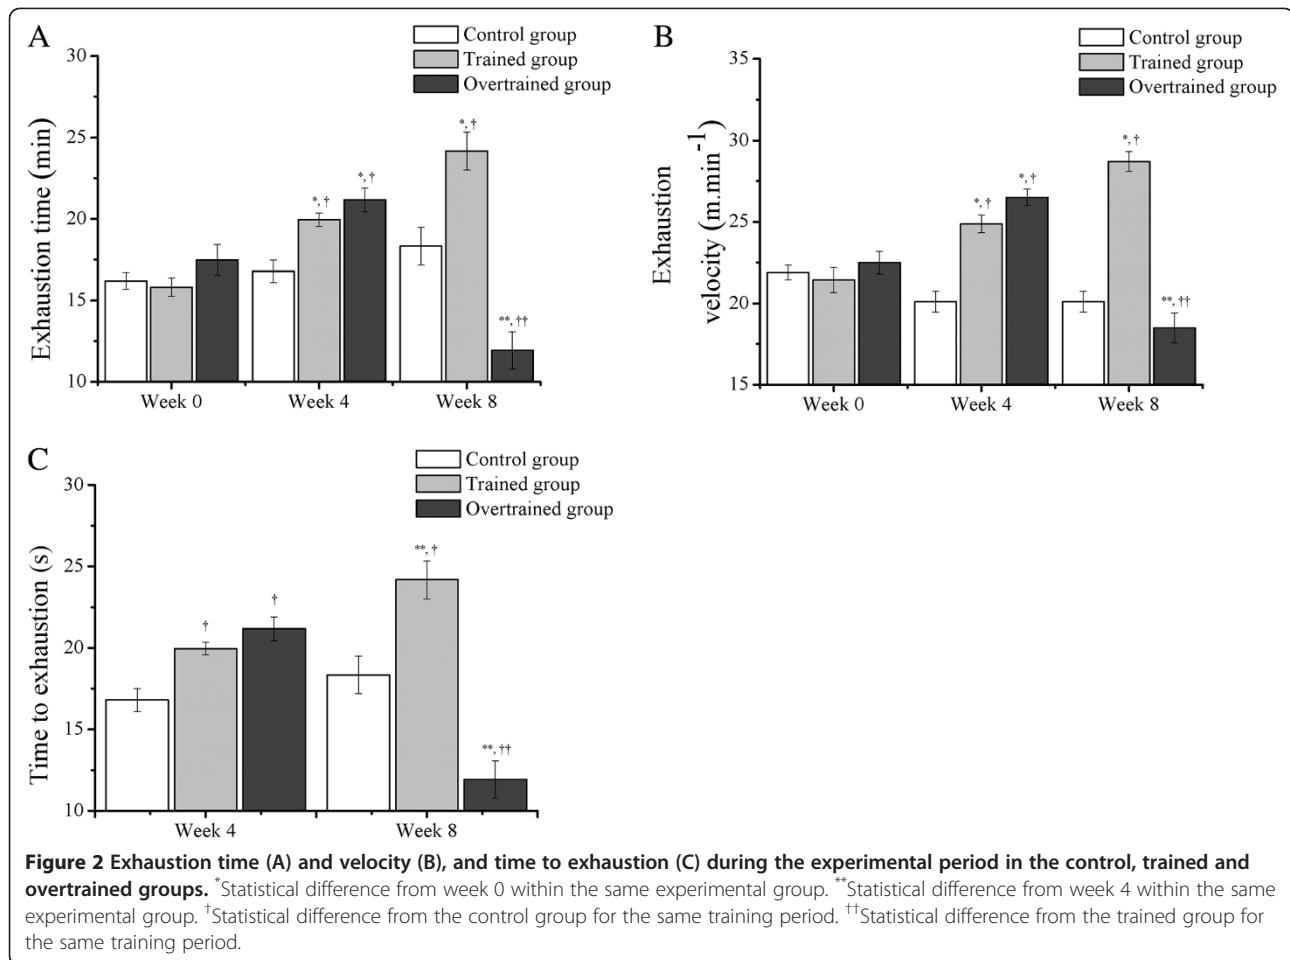 A
Control group
Trained group
Overtrained group
Exhaustion time (min)
30
25
20
15
10
*, †
*, †
*, †
**, ††
Week 0
Week 4
Week 8
B
Control group
Trained group
Overtrained group
Exhaustion
velocity (m.min-1)
35
30
25
20
15
*, †
*, †
*, †
**, ††
Week 0
Week 4
Week 8
C
Control group
Trained group
Overtrained group
Time to exhaustion (s)
30
25
20
15
10
†
†
**, †
**, ††
Week 4
Week 8
Figure 2 Exhaustion time (A) and velocity (B), and time to exhaustion (C) during the experimental period in the control, trained and
overtrained groups. *Statistical difference from week 0 within the same experimental group. **Statistical difference from week 4 within the same
experimental group. †Statistical difference from the control group for the same training period. ††Statistical difference from the trained group for
the same training period.